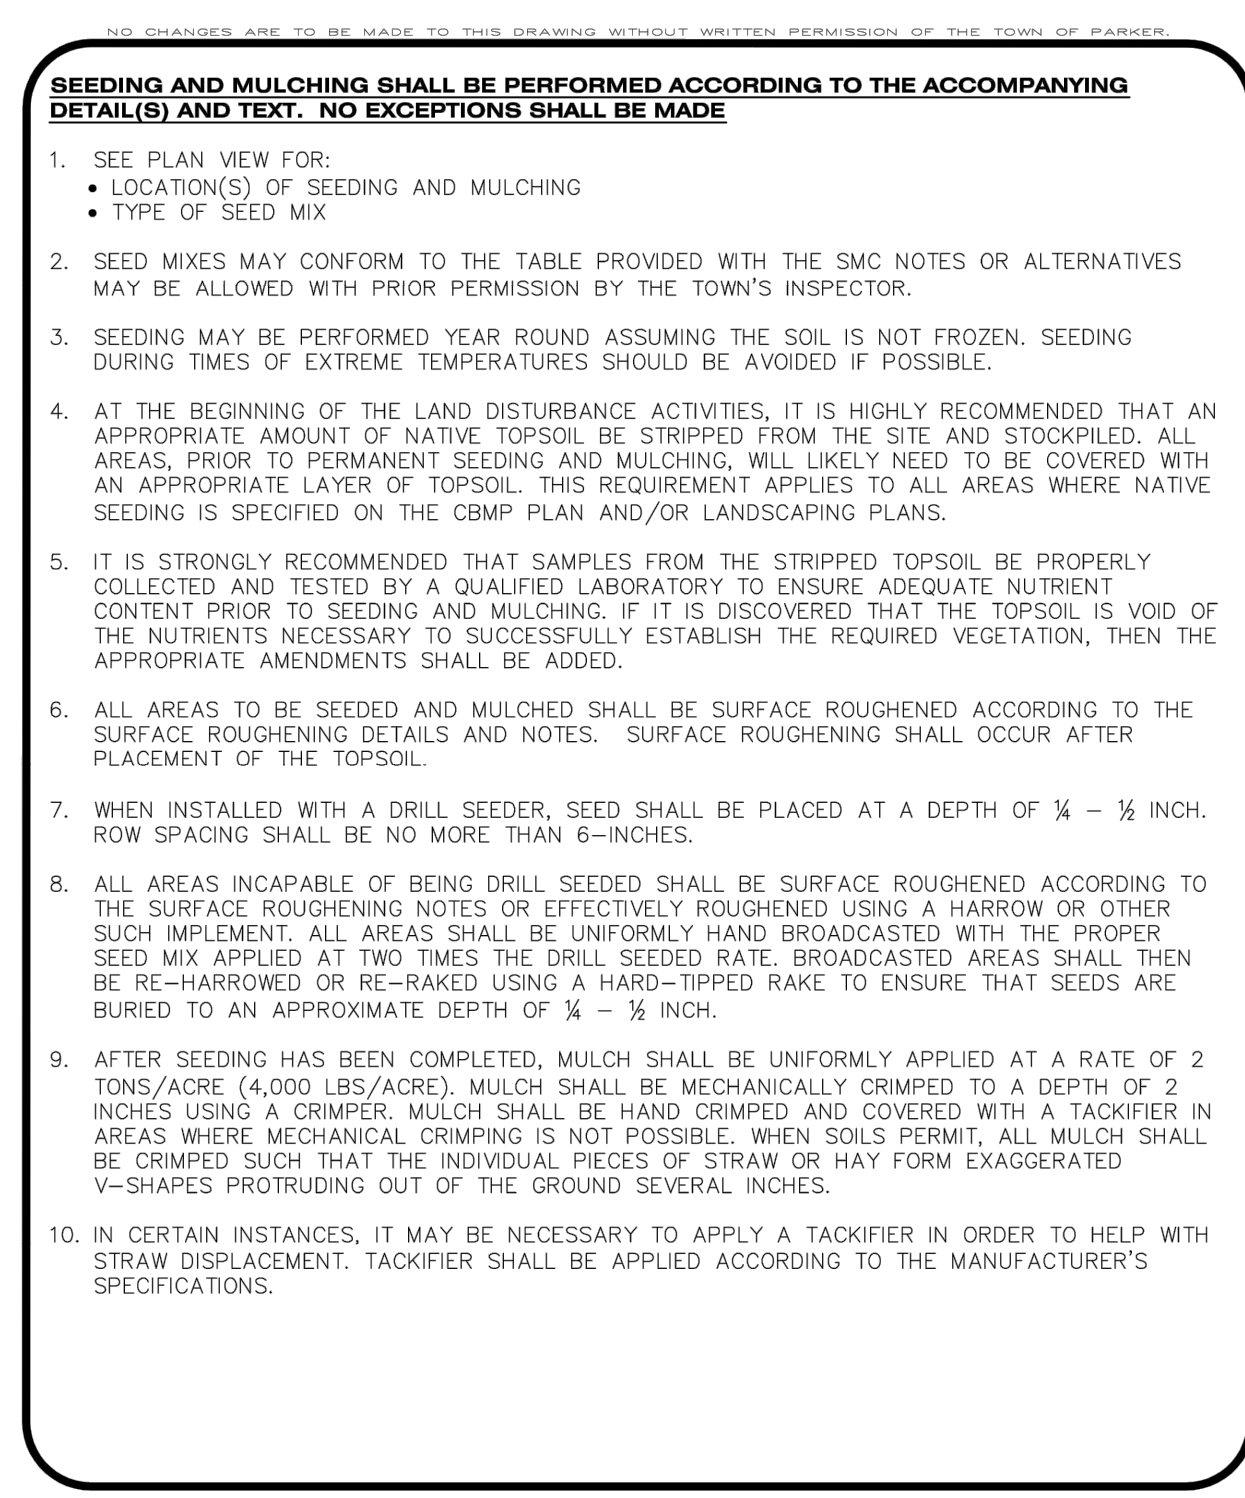 NO CHANGES ARE TO BE MADE TO THIS DRAWING WITHOUT WRITTEN PERMISSION OF THE TOWN OF PARKER.
SEEDING AND MULCHING SHALL BE PERFORMED ACCORDING TO THE ACCOMPANYING
DETAIL(S) AND TEXT. NO EXCEPTIONS SHALL BE MADE
1. SEE PLAN VIEW FOR:
• LOCATION(S) OF SEEDING AND MULCHING
• TYPE OF SEED MIX
2. SEED MIXES MAY CONFORM TO THE TABLE PROVIDED WITH THE SMC NOTES OR ALTERNATIVES
MAY BE ALLOWED WITH PRIOR PERMISSION BY THE TOWN'S INSPECTOR.
3. SEEDING MAY BE PERFORMED YEAR ROUND ASSUMING THE SOIL IS NOT FROZEN. SEEDING
DURING TIMES OF EXTREME TEMPERATURES SHOULD BE AVOIDED IF POSSIBLE.
4. AT THE BEGINNING OF THE LAND DISTURBANCE ACTIVITIES, IT IS HIGHLY RECOMMENDED THAT AN
APPROPRIATE AMOUNT OF NATIVE TOPSOIL BE STRIPPED FROM THE SITE AND STOCKPILED. ALL
AREAS, PRIOR TO PERMANENT SEEDING AND MULCHING, WILL LIKELY NEED TO BE COVERED WITH
AN APPROPRIATE LAYER OF TOPSOIL. THIS REQUIREMENT APPLIES TO ALL AREAS WHERE NATIVE
SEEDING IS SPECIFIED ON THE CBMP PLAN AND/OR LANDSCAPING PLANS.
5. IT IS STRONGLY RECOMMENDED THAT SAMPLES FROM THE STRIPPED TOPSOIL BE PROPERLY
COLLECTED AND TESTED BY A QUALIFIED LABORATORY TO ENSURE ADEQUATE NUTRIENT
CONTENT PRIOR TO SEEDING AND MULCHING. IF IT IS DISCOVERED THAT THE TOPSOIL IS VOID OF
THE NUTRIENTS NECESSARY TO SUCCESSFULLY ESTABLISH THE REQUIRED VEGETATION, THEN THE
APPROPRIATE AMENDMENTS SHALL BE ADDED.
6. ALL AREAS TO BE SEEDED AND MULCHED SHALL BE SURFACE ROUGHENED ACCORDING TO THE
SURFACE ROUGHENING DETAILS AND NOTES. SURFACE ROUGHENING SHALL OCCUR AFTER
PLACEMENT OF THE TOPSOIL.
7. WHEN INSTALLED WITH A DRILL SEEDER, SEED SHALL BE PLACED AT A DEPTH OF ¼ – ½ INCH.
ROW SPACING SHALL BE NO MORE THAN 6–INCHES.
8. ALL AREAS INCAPABLE OF BEING DRILL SEEDED SHALL BE SURFACE ROUGHENED ACCORDING TO
THE SURFACE ROUGHENING NOTES OR EFFECTIVELY ROUGHENED USING A HARROW OR OTHER
SUCH IMPLEMENT. ALL AREAS SHALL BE UNIFORMLY HAND BROADCASTED WITH THE PROPER
SEED MIX APPLIED AT TWO TIMES THE DRILL SEEDED RATE. BROADCASTED AREAS SHALL THEN
BE RE–HARROWED OR RE–RAKED USING A HARD–TIPPED RAKE TO ENSURE THAT SEEDS ARE
BURIED TO AN APPROXIMATE DEPTH OF ¼ – ½ INCH.
9. AFTER SEEDING HAS BEEN COMPLETED, MULCH SHALL BE UNIFORMLY APPLIED AT A RATE OF 2
TONS/ACRE (4,000 LBS/ACRE). MULCH SHALL BE MECHANICALLY CRIMPED TO A DEPTH OF 2
INCHES USING A CRIMPER. MULCH SHALL BE HAND CRIMPED AND COVERED WITH A TACKIFIER IN
AREAS WHERE MECHANICAL CRIMPING IS NOT POSSIBLE. WHEN SOILS PERMIT, ALL MULCH SHALL
BE CRIMPED SUCH THAT THE INDIVIDUAL PIECES OF STRAW OR HAY FORM EXAGGERATED
V–SHAPES PROTRUDING OUT OF THE GROUND SEVERAL INCHES.
10. IN CERTAIN INSTANCES, IT MAY BE NECESSARY TO APPLY A TACKIFIER IN ORDER TO HELP WITH
STRAW DISPLACEMENT. TACKIFIER SHALL BE APPLIED ACCORDING TO THE MANUFACTURER'S
SPECIFICATIONS.